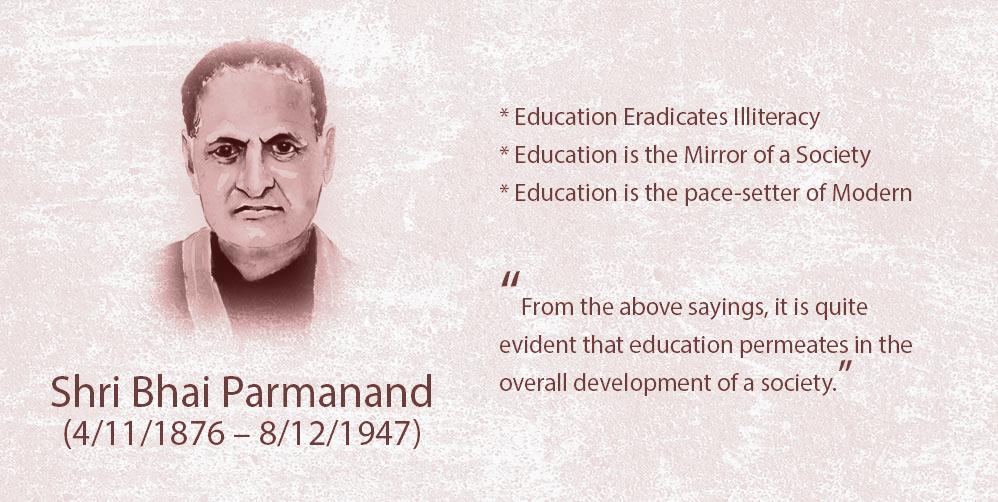 Shri Bhai Parmanand
(4/11/1876 – 8/12/1947)
* Education Eradicates Illiteracy
* Education is the Mirror of a Society
* Education is the pace-setter of Modern
“From the above sayings, it is quite
evident that education permeates in the
overall development of a society.”